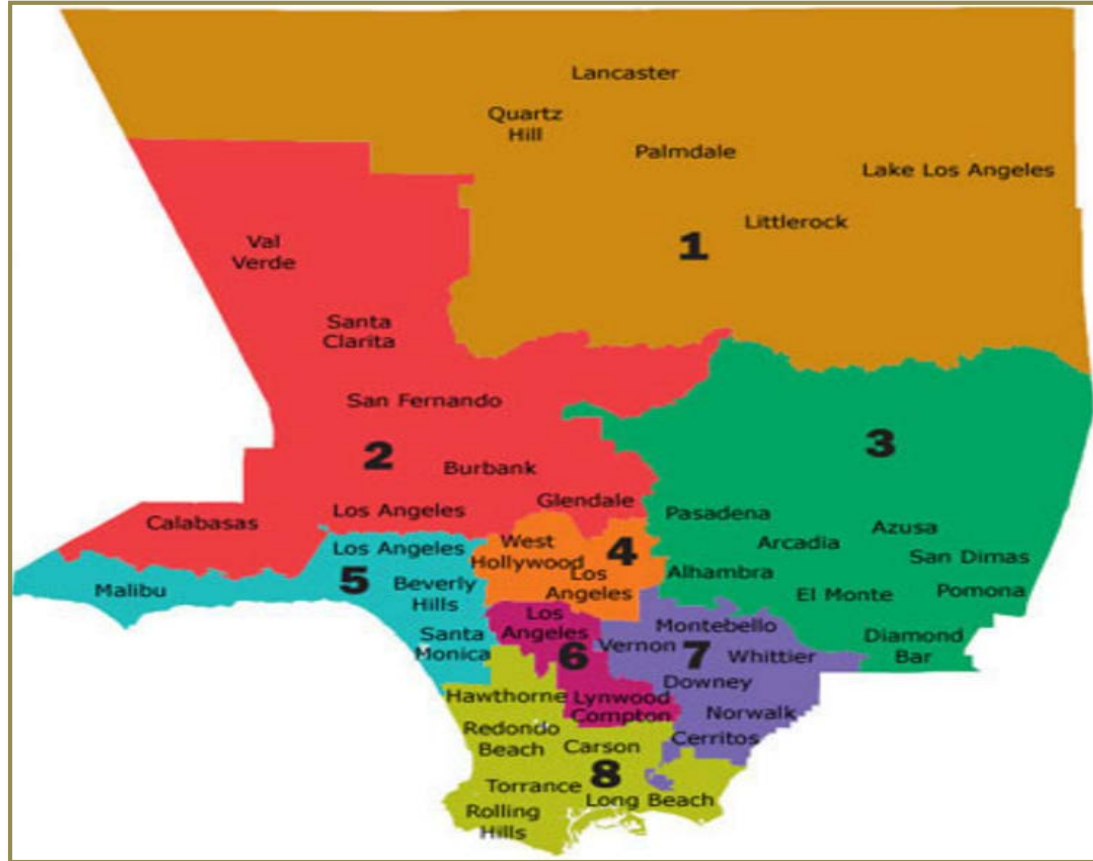 Lancaster
Quartz
Hill
Palmdale
Lake Los Angeles
Littlerock
1
Val
Verde
Santa
Clarita
San Fernando
2
Burbank
Glendale
Los Angeles
Calabasas
3
Pasadena
Azusa
Arcadia
San Dimas
Alhambra
El Monte
Pomona
Diamond
Bar
West
Hollywood
4
Los
Angeles
Los Angeles
5
Beverly
Hills
Malibu
Santa
Monica
Los
Angeles
6
Lynwood
Compton
Montebello
Vernon
7
Whittier
Downey
Norwalk
Cerritos
Hawthorne
Redondo
Beach
Carson
8
Torrance
Long Beach
Rolling
Hills